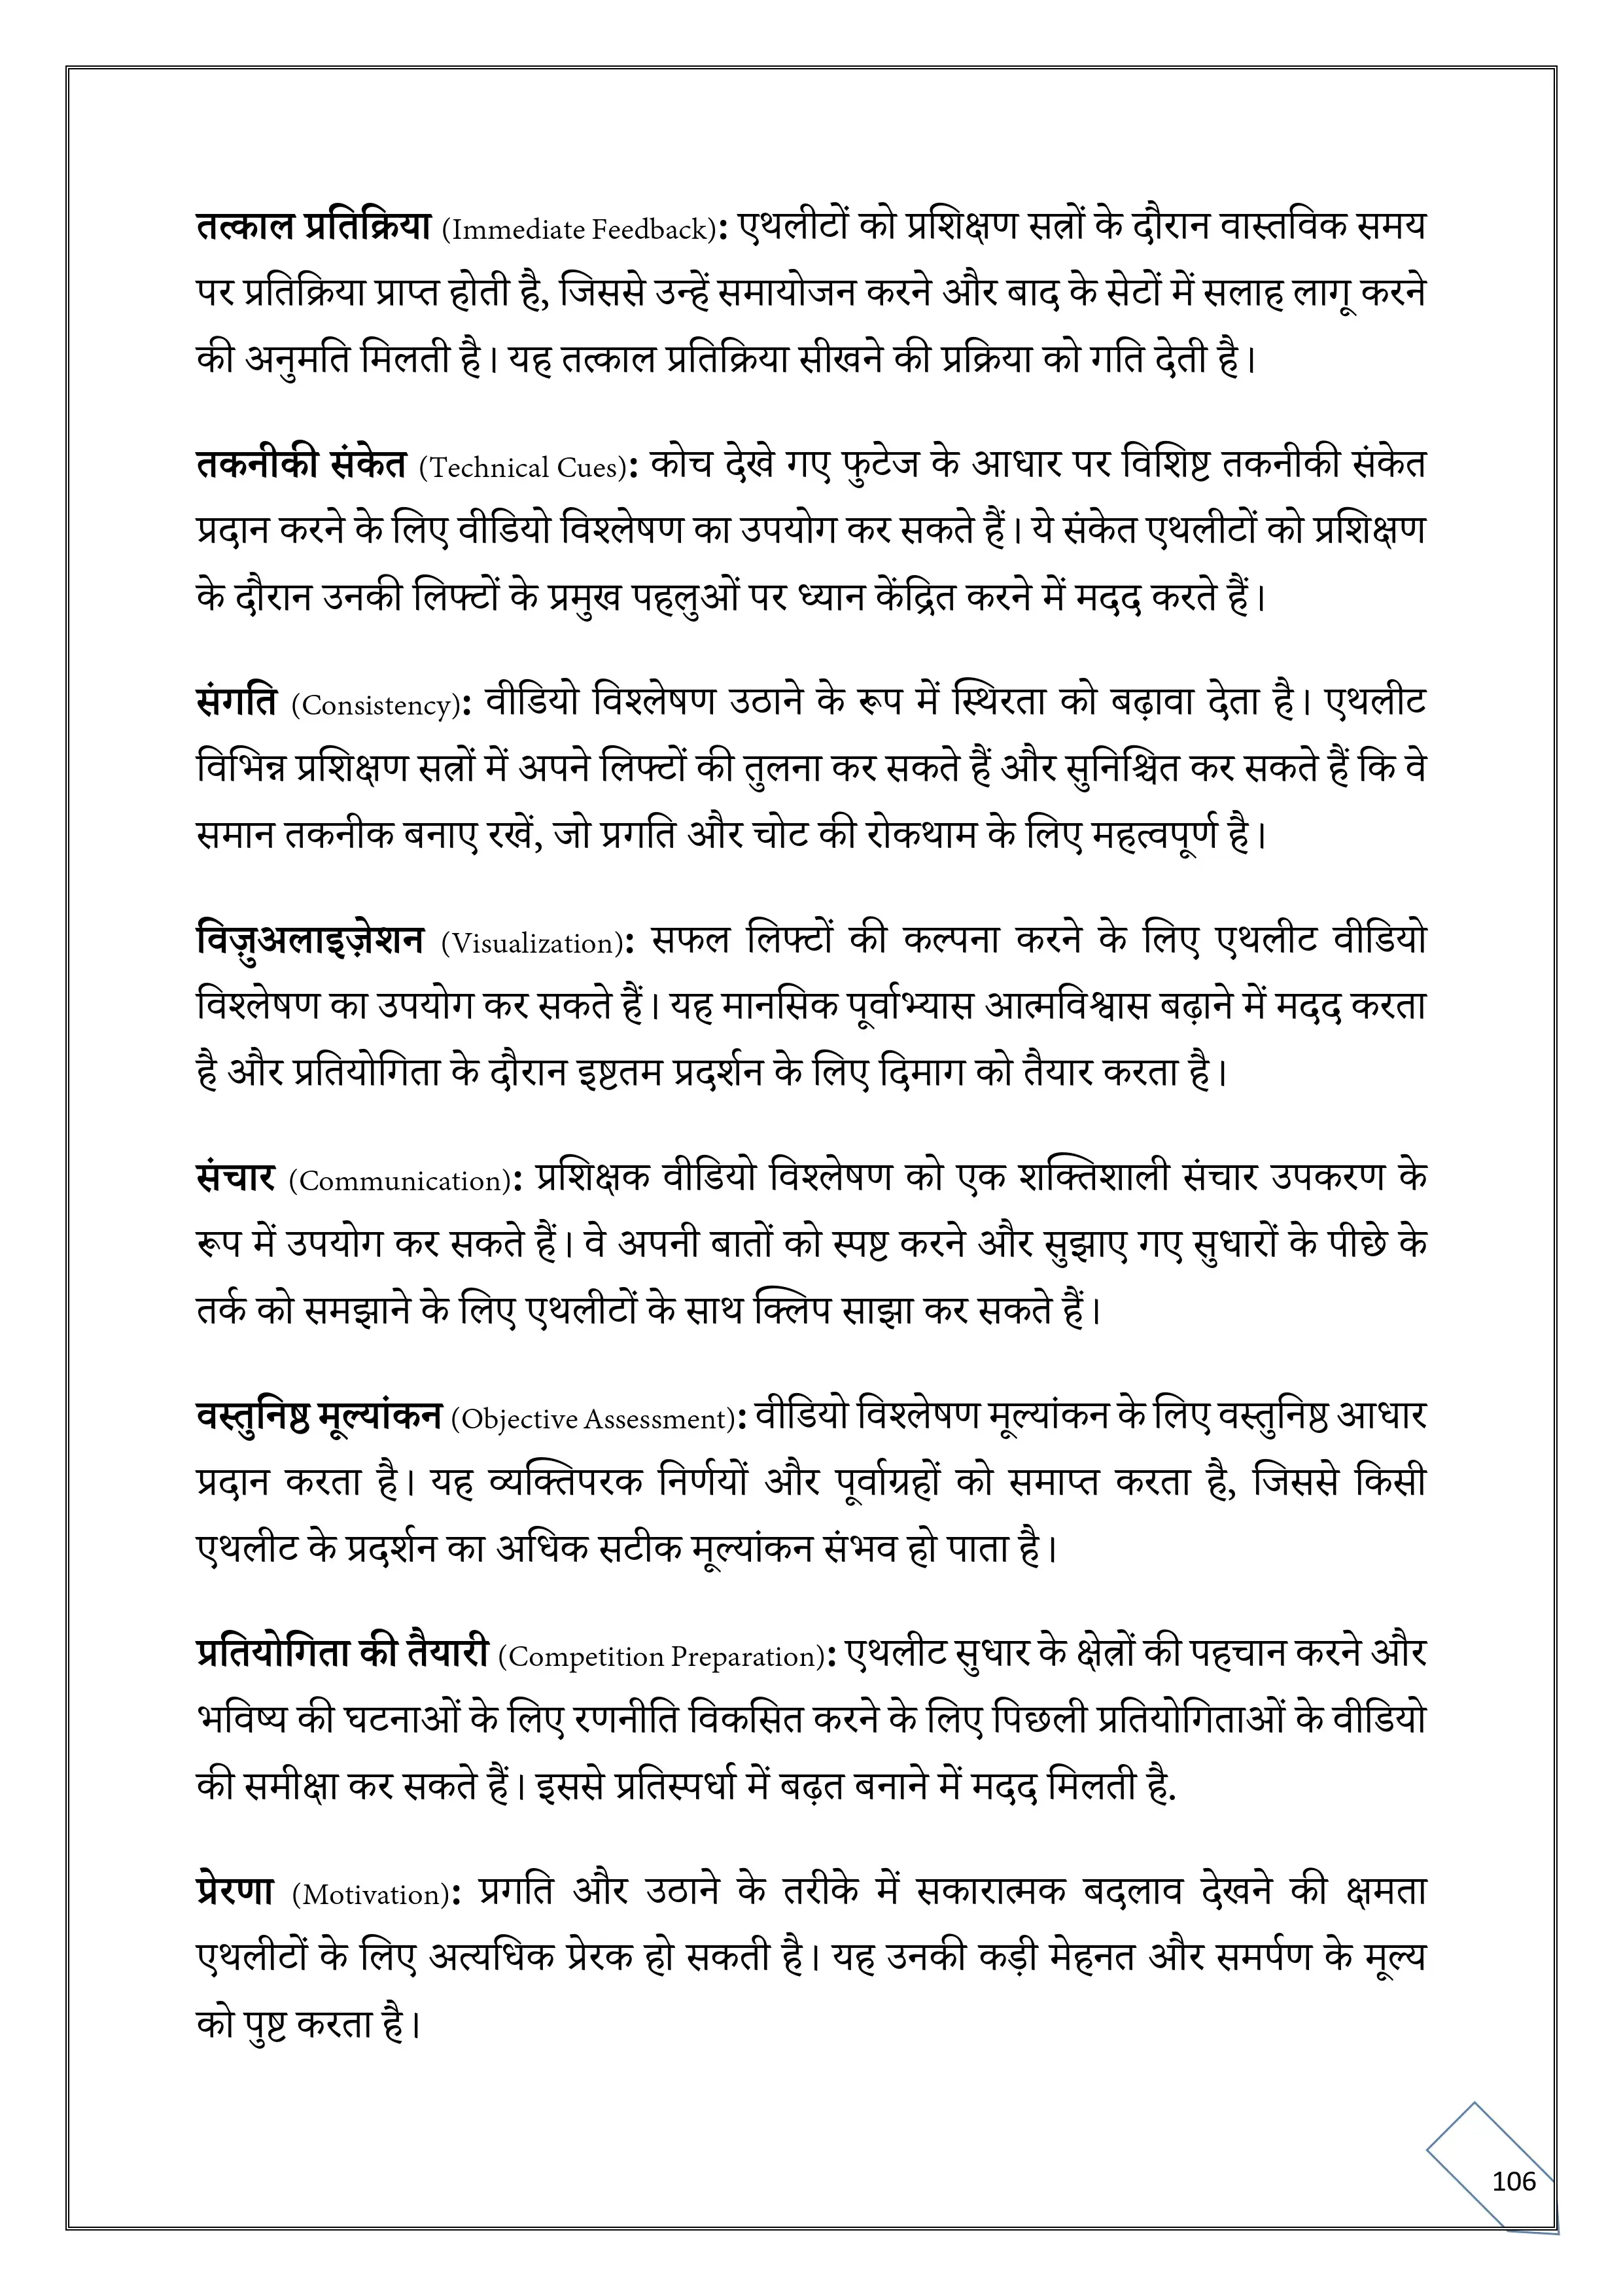 तत्काल प्रतिक्रिया (Immediate Feedback): एथलीटों को प्रशिक्षण सत्रों के दौरान वास्तविक समय
पर प्रतिक्रिया प्राप्त होती है, जिससे उन्हें समायोजन करने और बाद के सेटों में सलाह लागू करने
की अनुमति मिलती है। यह तत्काल प्रतिक्रिया सीखने की प्रक्रिया को गति देती है।
तकनीकी संकेत (Technical Cues): कोच देखे गए फुटेज के आधार पर विशिष्ट तकनीकी संकेत
प्रदान करने के लिए वीडियो विश्लेषण का उपयोग कर सकते हैं। ये संकेत एथलीटों को प्रशिक्षण
के दौरान उनकी लिफ्टों के प्रमुख पहलुओं पर ध्यान केंद्रित करने में मदद करते हैं।
संगति (Consistency): वीडियो विश्लेषण उठाने के रूप में स्थिरता को बढ़ावा देता है। एथलीट
विभिन्न प्रशिक्षण सत्रों में अपने लिफ्टों की तुलना कर सकते हैं और सुनिश्चित कर सकते हैं कि वे
समान तकनीक बनाए रखें, जो प्रगति और चोट की रोकथाम के लिए महत्वपूर्ण है।
विज़ुअलाइज़ेशन (Visualization): सफल लिफ्टों की कल्पना करने के लिए एथलीट वीडियो
विश्लेषण का उपयोग कर सकते हैं। यह मानसिक पूर्वाभ्यास आत्मविश्वास बढ़ाने में मदद करता
है और प्रतियोगिता के दौरान इष्टतम प्रदर्शन के लिए दिमाग को तैयार करता है।
संचार (Communication): प्रशिक्षक वीडियो विश्लेषण को एक शक्तिशाली संचार उपकरण के
रूप में उपयोग कर सकते हैं। वे अपनी बातों को स्पष्ट करने और सुझाए गए सुधारों के पीछे के
तर्क को समझाने के लिए एथलीटों के साथ क्लिप साझा कर सकते हैं।
वस्तुनिष्ठ मूल्यांकन (Objective Assessment): वीडियो विश्लेषण मूल्यांकन के लिए वस्तुनिष्ठ आधार
प्रदान करता है। यह व्यक्तिपरक निर्णयों और पूर्वाग्रहों को समाप्त करता है, जिससे किसी
एथलीट के प्रदर्शन का अधिक सटीक मूल्यांकन संभव हो पाता है।
प्रतियोगिता की तैयारी (Competition Preparation): एथलीट सुधार के क्षेत्रों की पहचान करने और
भविष्य की घटनाओं के लिए रणनीति विकसित करने के लिए पिछली प्रतियोगिताओं के वीडियो
की समीक्षा कर सकते हैं। इससे प्रतिस्पर्धा में बढ़त बनाने में मदद मिलती है.
प्रेरणा (Motivation): प्रगति और उठाने के तरीके में सकारात्मक बदलाव देखने की क्षमता
एथलीटों के लिए अत्यधिक प्रेरक हो सकती है। यह उनकी कड़ी मेहनत और समर्पण के मूल्य
को पुष्ट करता है।
106